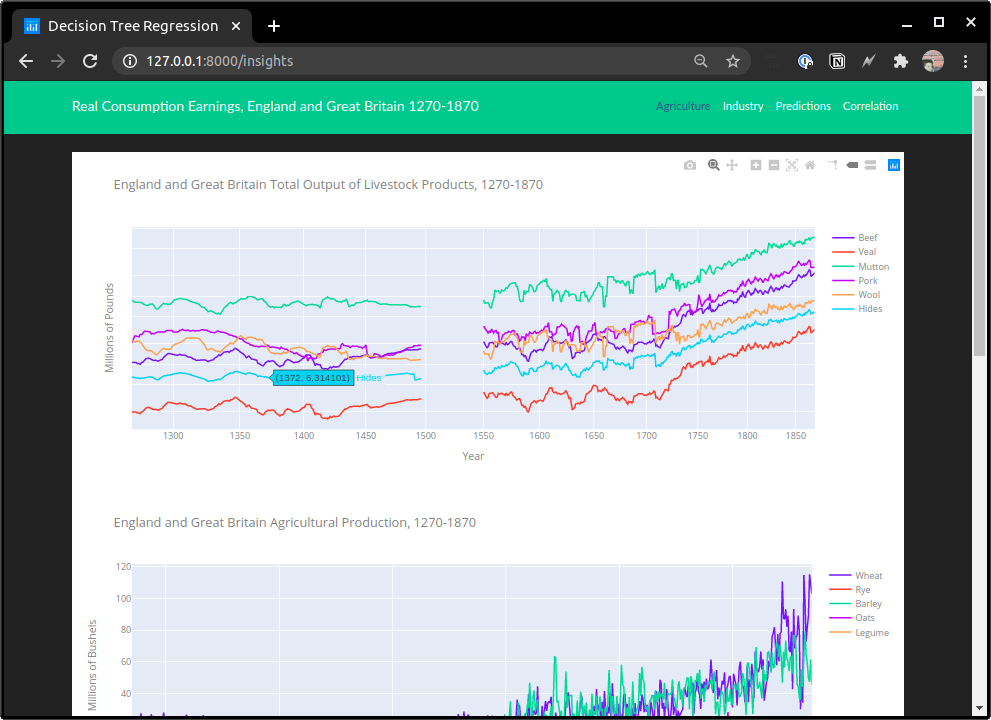 Decision Tree Regression
127.0.0.1:8000/insights
Real Consumption Earnings, England and Great Britain 1270-1870
Agriculture Industry Predictions Correlation
England and Great Britain Total Output of Livestock Products, 1270-1870
Millions of Pounds
Beef
Veal
Mutton
Pork
Wool
Hides
(1372, 6.314101) Hides
1300 1350 1400 1450 1500 1550 1600 1650 1700 1750 1800 1850
Year
England and Great Britain Agricultural Production, 1270-1870
Millions of Bushels
120
100
80
60
40
Wheat
Rye
Barley
Oats
Legume